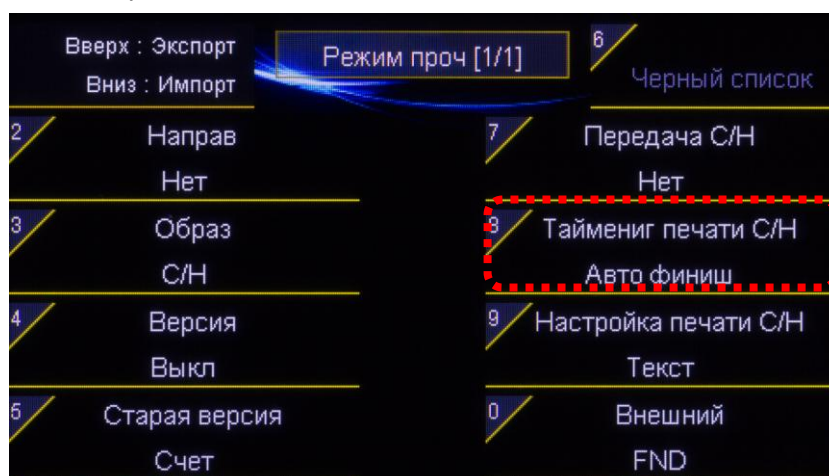 Вверх : Экспорт
Вниз : Импорт
Режим проч [1/1]
6
Черный список
2
Направ
Нет
7
Передача С/Н
Нет
3
Образ
С/Н
8
Таймениг печати С/Н
Авто финиш
4
Версия
Выкл
9
Настройка печати С/Н
Текст
5
Старая версия
Счет
0
Внешний
FND